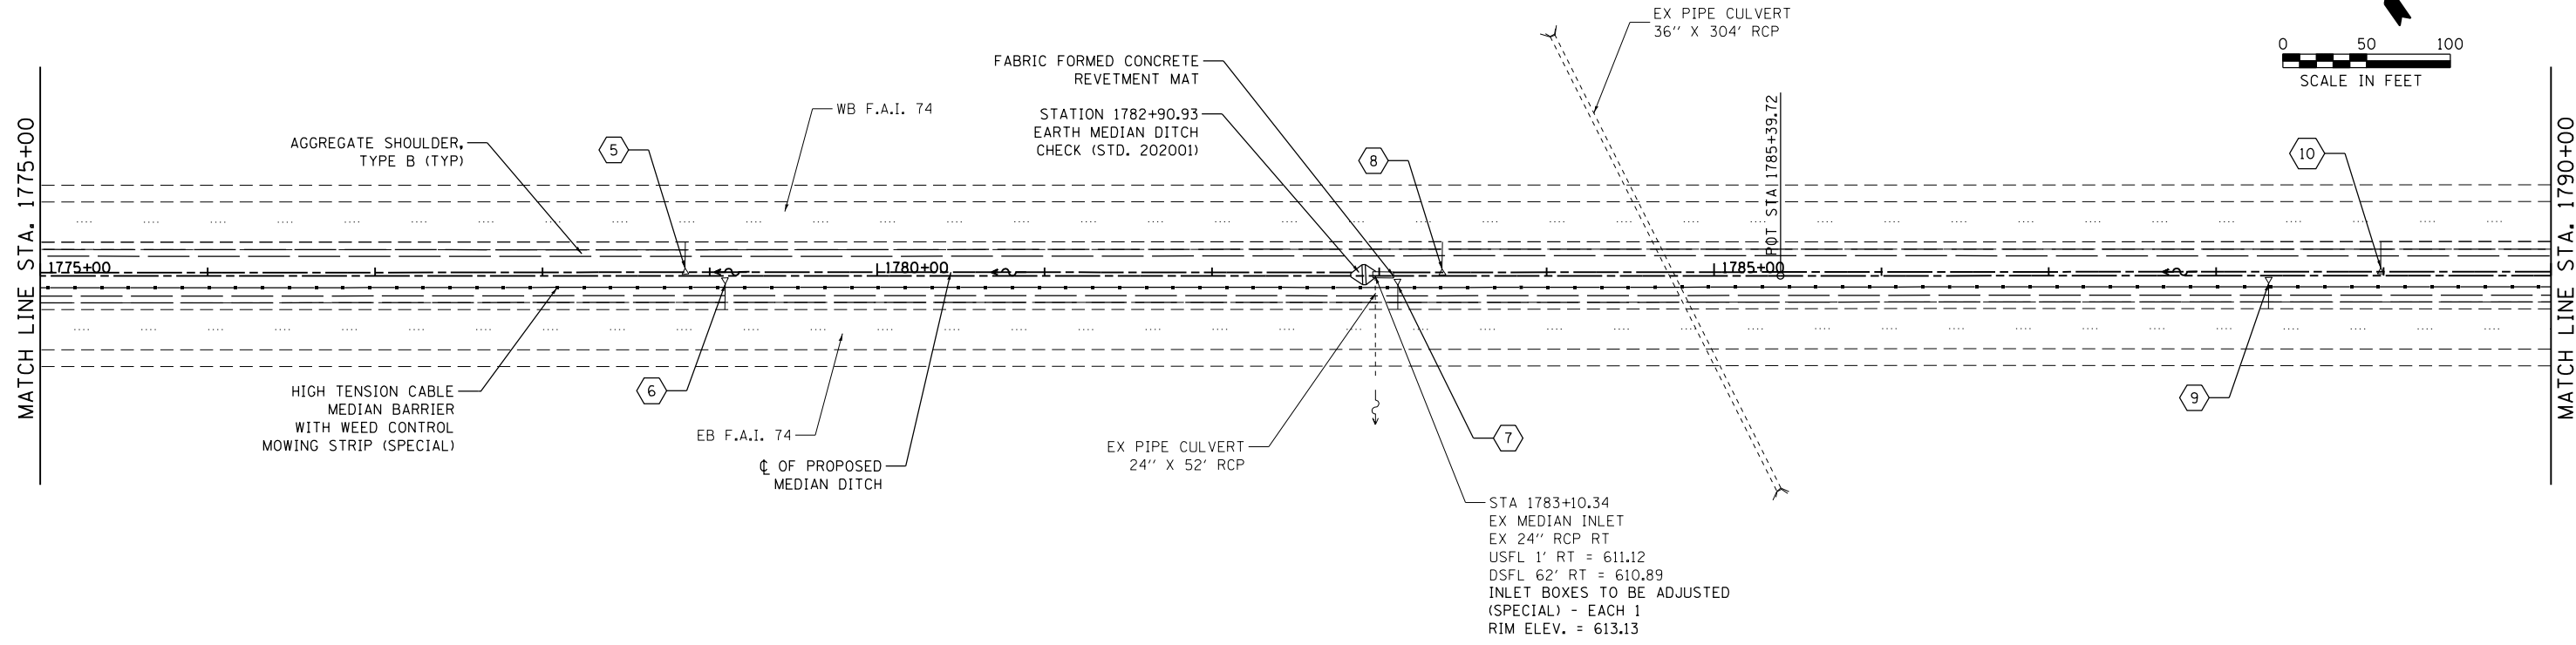 EX PIPE CULVERT
36'' X 304' RCP
0 50 100
SCALE IN FEET
FABRIC FORMED CONCRETE
REVETMENT MAT
STATION 1782+90.93
EARTH MEDIAN DITCH
CHECK (STD. 202001)
WB F.A.I. 74
AGGREGATE SHOULDER,
TYPE B (TYP)
5
8
10
POT STA 1785+39.72
MATCH LINE STA. 1775+00
MATCH LINE STA. 1790+00
1775+00
1780+00
1785+00
HIGH TENSION CABLE
MEDIAN BARRIER
WITH WEED CONTROL
MOWING STRIP (SPECIAL)
6
EB F.A.I. 74
℄ OF PROPOSED
MEDIAN DITCH
EX PIPE CULVERT
24'' X 52' RCP
7
9
STA 1783+10.34
EX MEDIAN INLET
EX 24'' RCP RT
USFL 1' RT = 611.12
DSFL 62' RT = 610.89
INLET BOXES TO BE ADJUSTED
(SPECIAL) - EACH 1
RIM ELEV. = 613.13